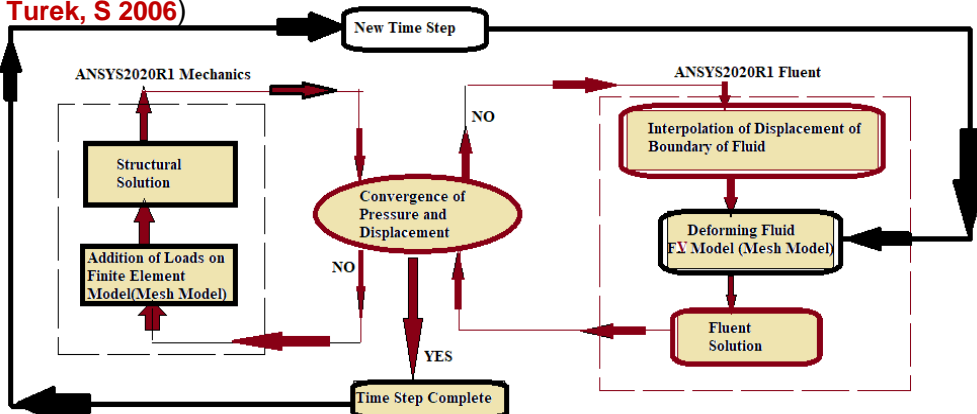 Turek, S 2006)
New Time Step
ANSYS2020R1 Mechanics
ANSYS2020R1 Fluent
NO
Interpolation of Displacement of
Boundary of Fluid
Structural
Solution
Convergence of
Pressure and
Displacement
Deforming Fluid
FV Model (Mesh Model)
Addition of Loads on
Finite Element
Model(Mesh Model)
NO
Fluent
Solution
YES
Time Step Complete